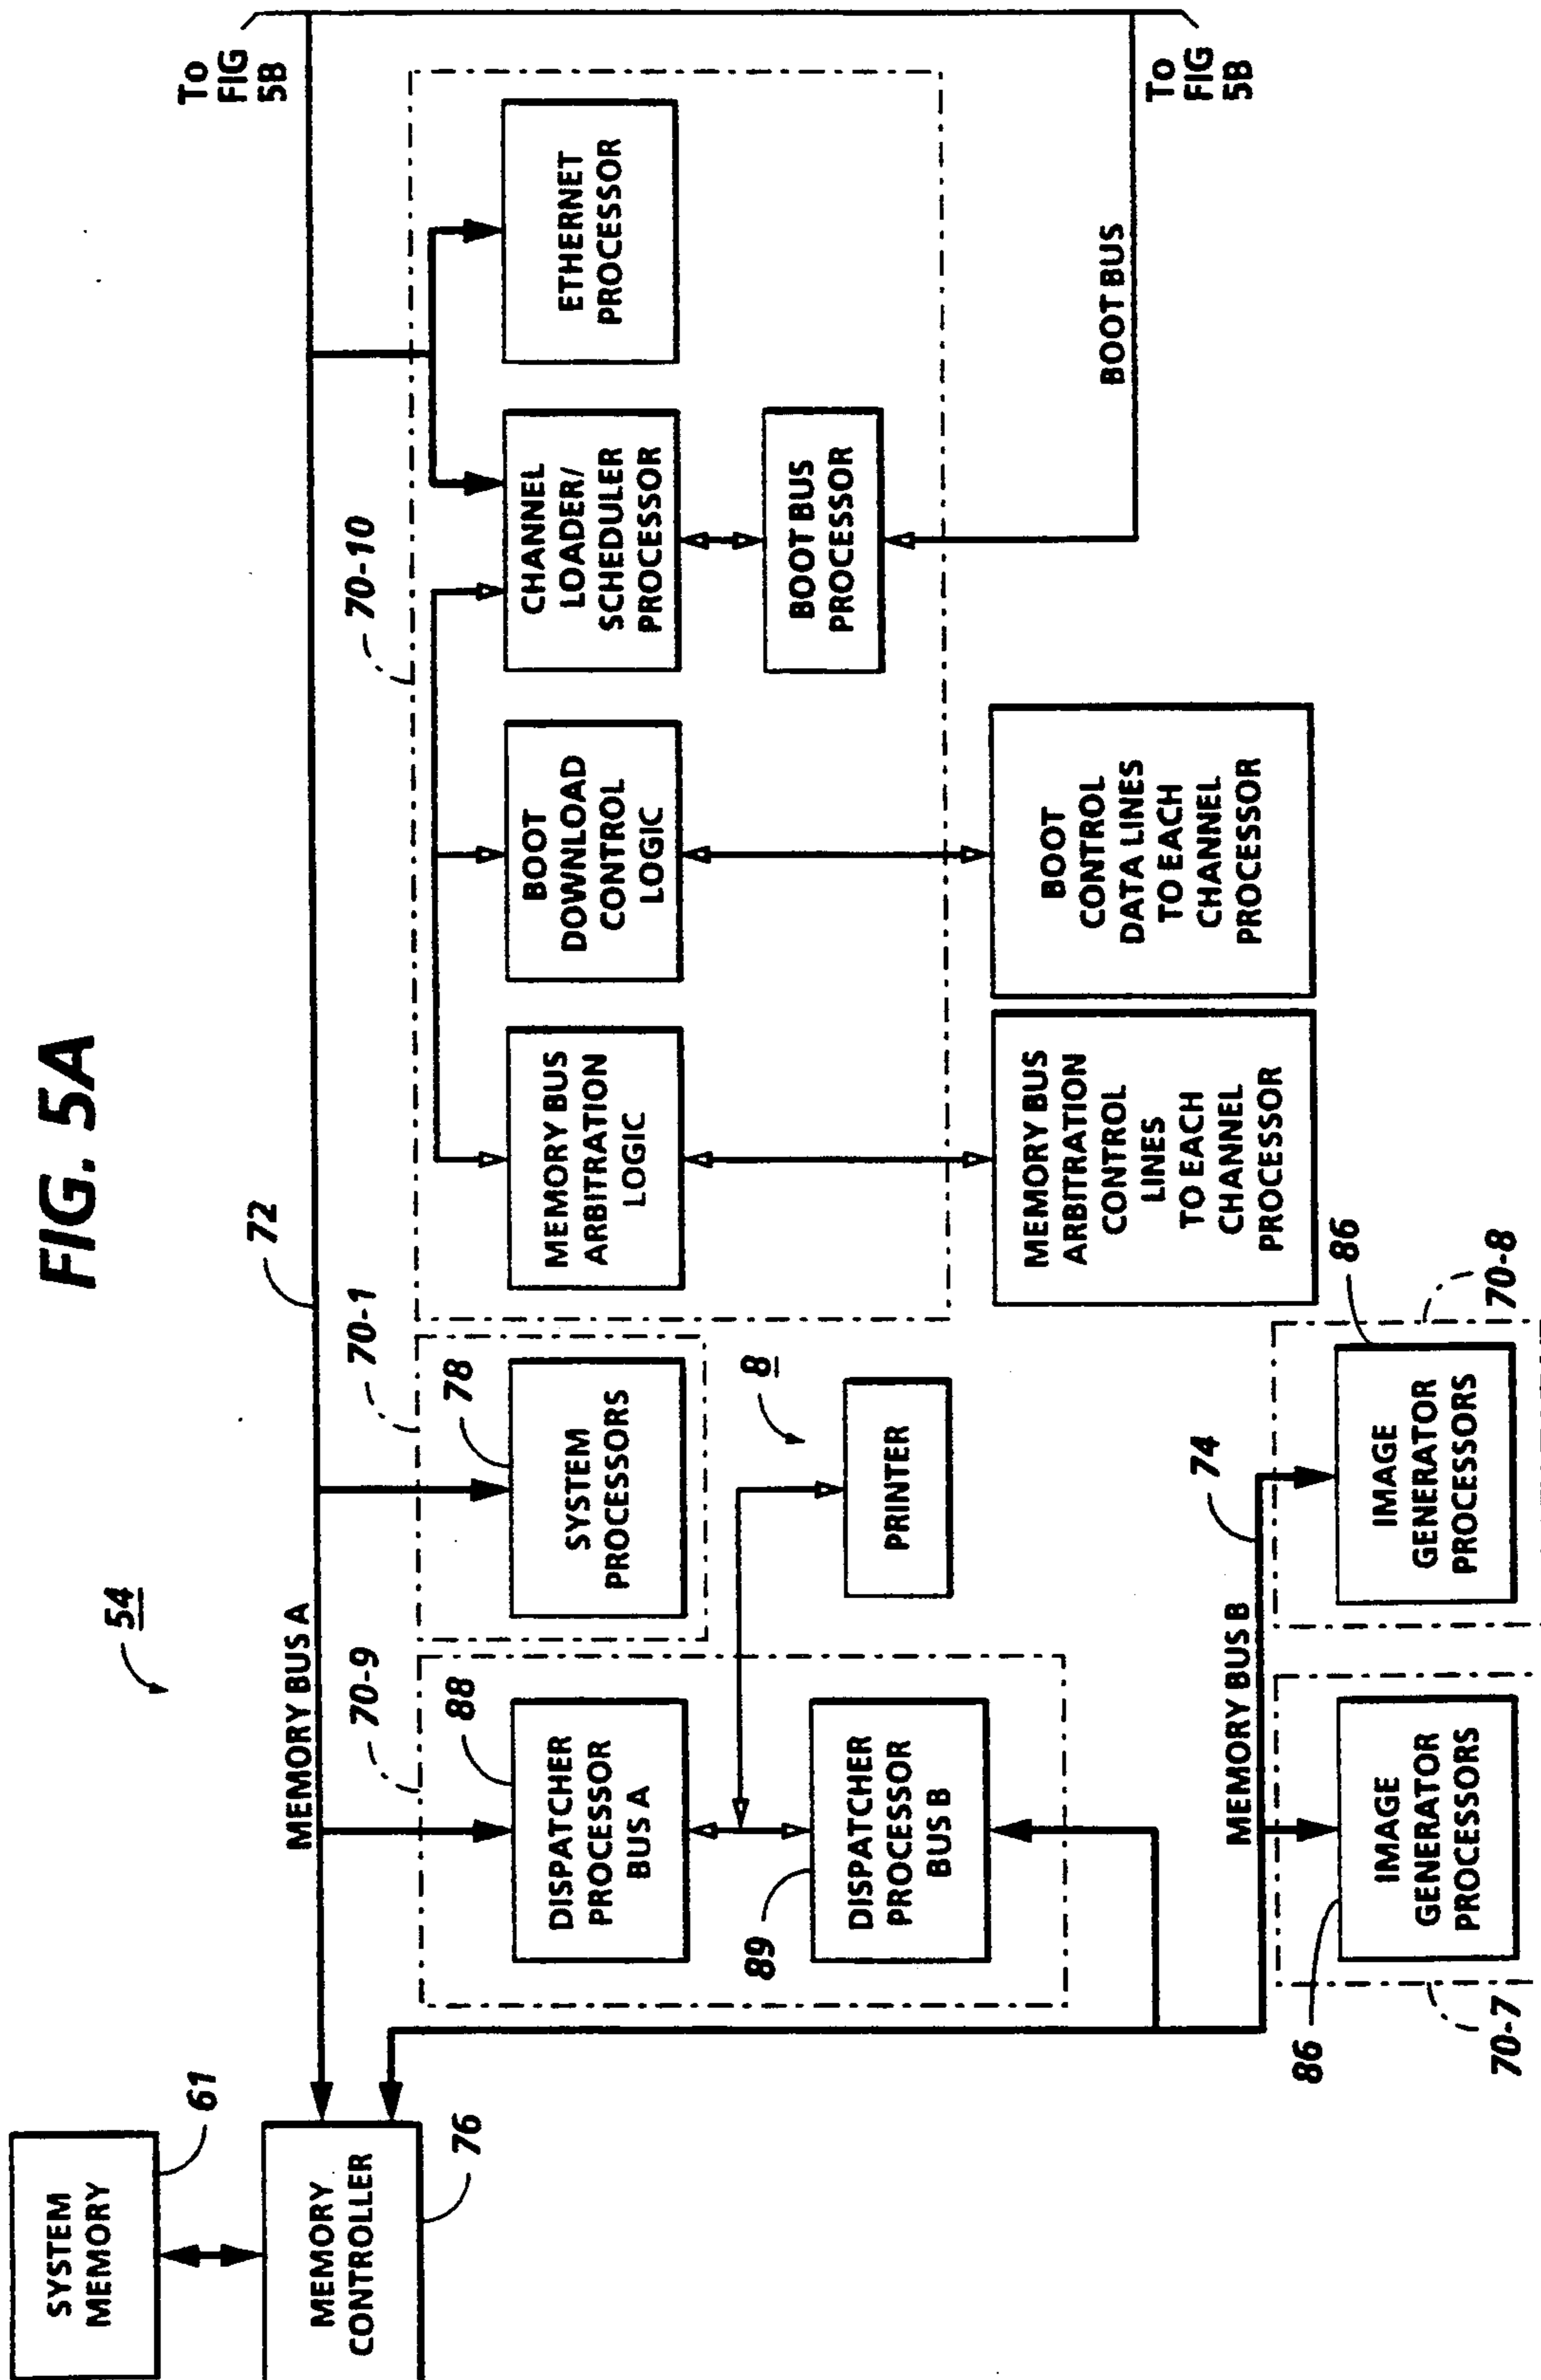 FIG. 5A
54
SYSTEM
MEMORY
61
MEMORY
CONTROLLER
76
MEMORY BUS A
72
To
FIG
5B
70-9
88
DISPATCHER
PROCESSOR
BUS A
89
DISPATCHER
PROCESSOR
BUS B
70-1
78
SYSTEM
PROCESSORS
8
PRINTER
70-10
MEMORY BUS
ARBITRATION
LOGIC
BOOT
DOWNLOAD
CONTROL
LOGIC
CHANNEL
LOADER/
SCHEDULER
PROCESSOR
ETHERNET
PROCESSOR
BOOT BUS
PROCESSOR
MEMORY BUS
ARBITRATION
CONTROL
LINES
TO EACH
CHANNEL
PROCESSOR
BOOT
CONTROL
DATA LINES
TO EACH
CHANNEL
PROCESSOR
BOOT BUS
To
FIG
5B
MEMORY BUS B
74
86
IMAGE
GENERATOR
PROCESSORS
70-7
86
IMAGE
GENERATOR
PROCESSORS
70-8